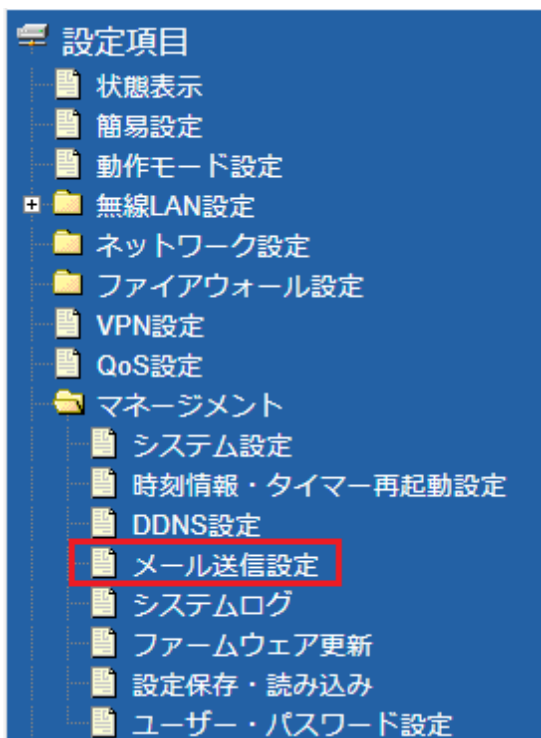 設定項目
状態表示
簡易設定
動作モード設定
無線LAN設定
ネットワーク設定
ファイアウォール設定
VPN設定
QoS設定
マネージメント
システム設定
時刻情報・タイマー再起動設定
DDNS設定
メール送信設定
システムログ
ファームウェア更新
設定保存・読み込み
ユーザー・パスワード設定